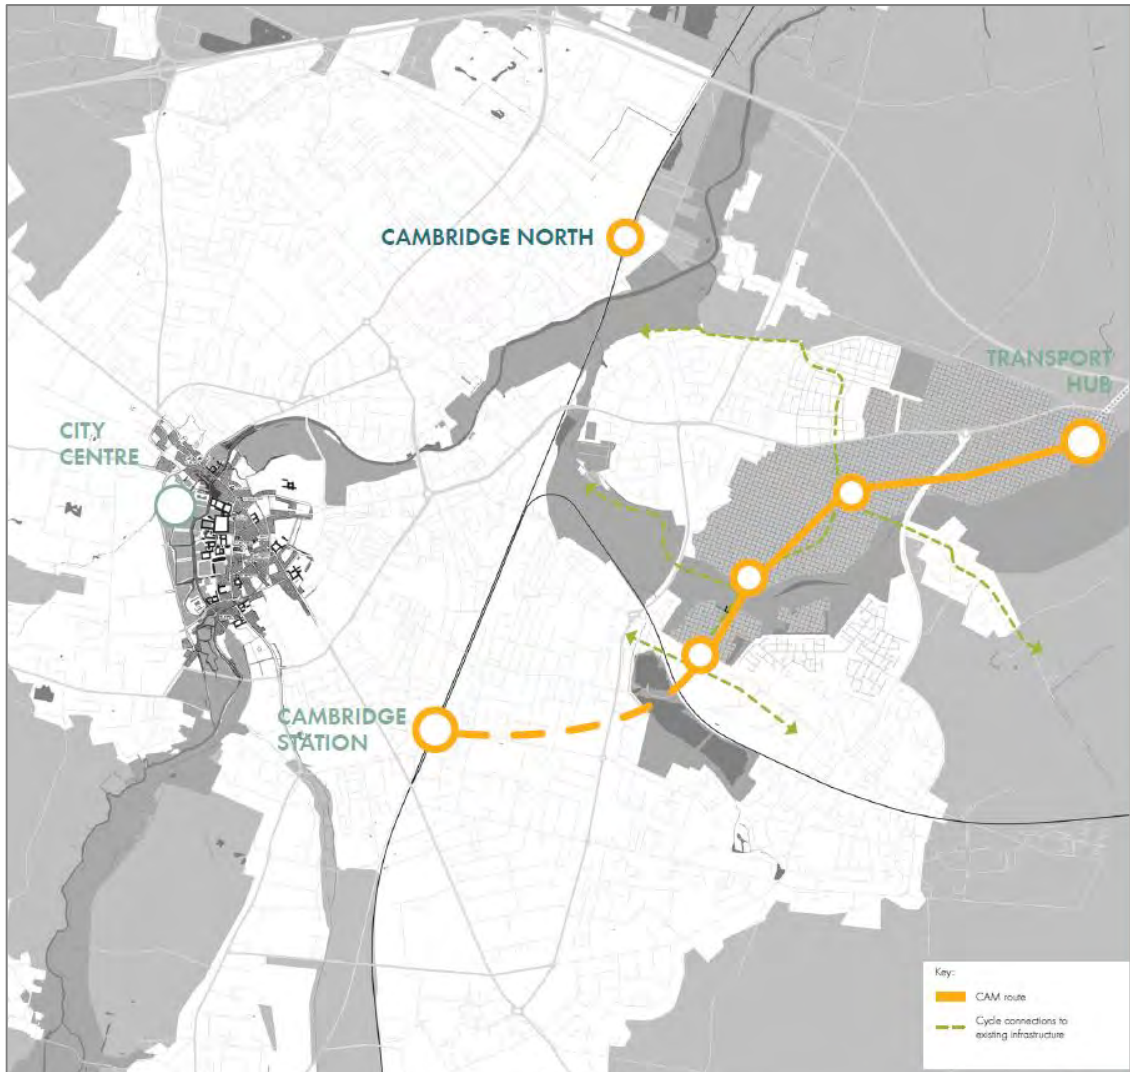 CAMBRIDGE NORTH
TRANSPORT
HUB
CITY
CENTRE
CAMBRIDGE
STATION
Key:
CAM route
Cycle connections to
existing infrastructure